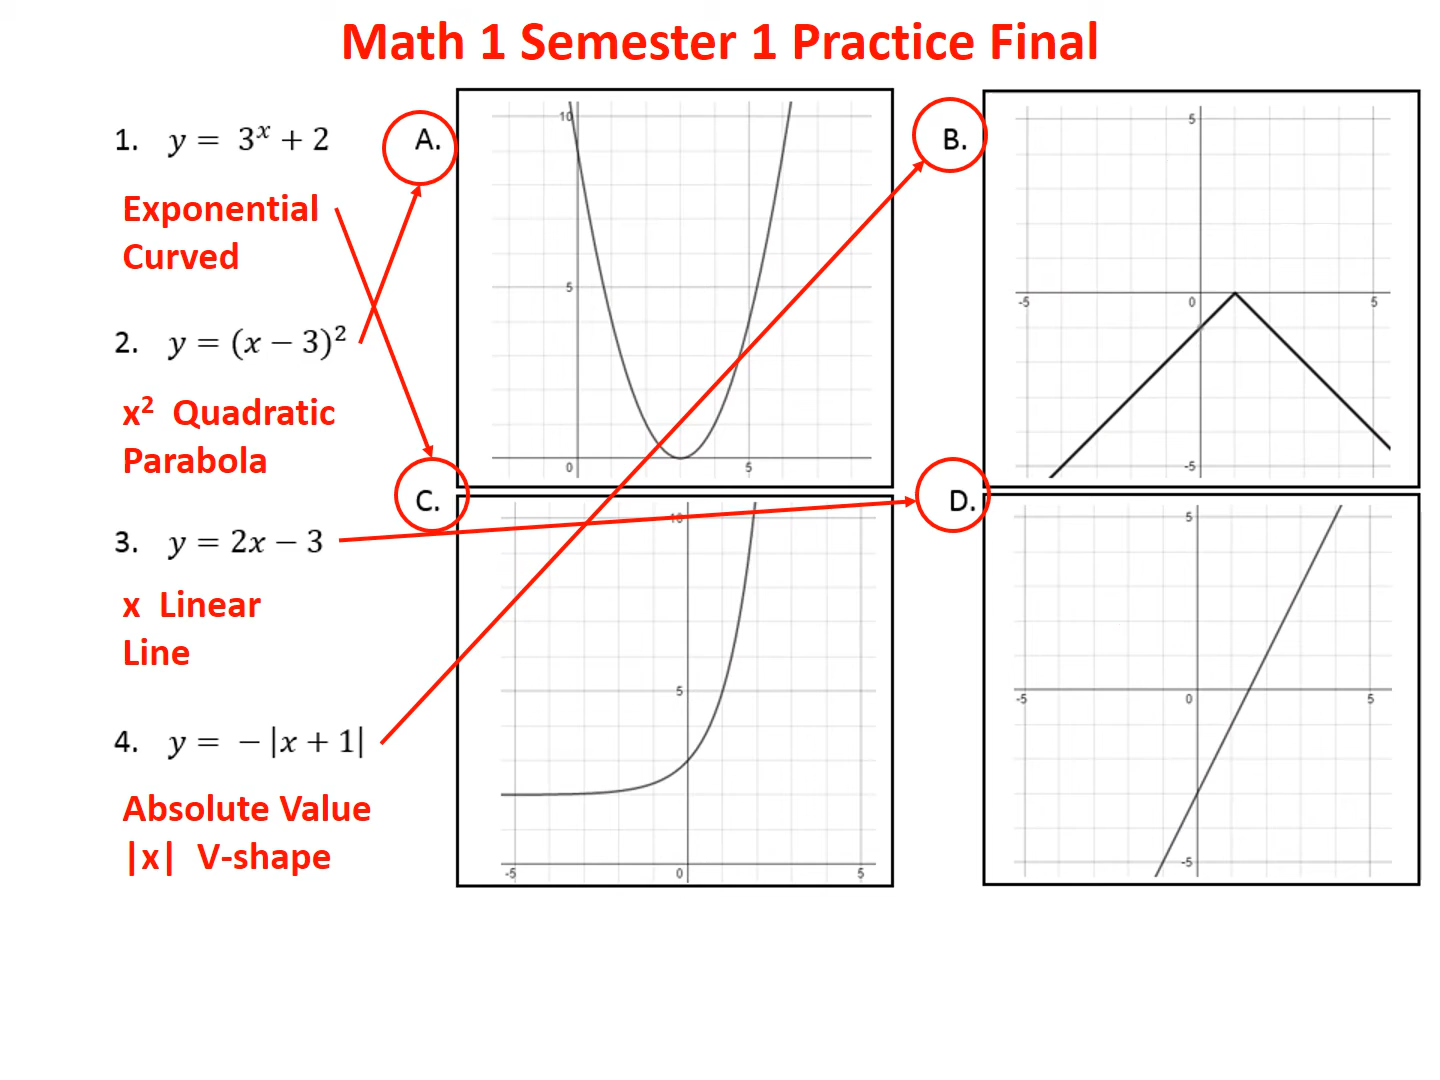 Math 1 Semester 1 Practice Final
1. y = 3ˣ + 2
Exponential
Curved
2. y = (x − 3)²
x² Quadratic
Parabola
3. y = 2x − 3
x Linear
Line
4. y = − |x + 1|
Absolute Value
|x| V-shape
A.
10
5
0
5
B.
5
-5
0
5
-5
C.
10
5
-5
0
5
D.
5
-5
0
5
-5